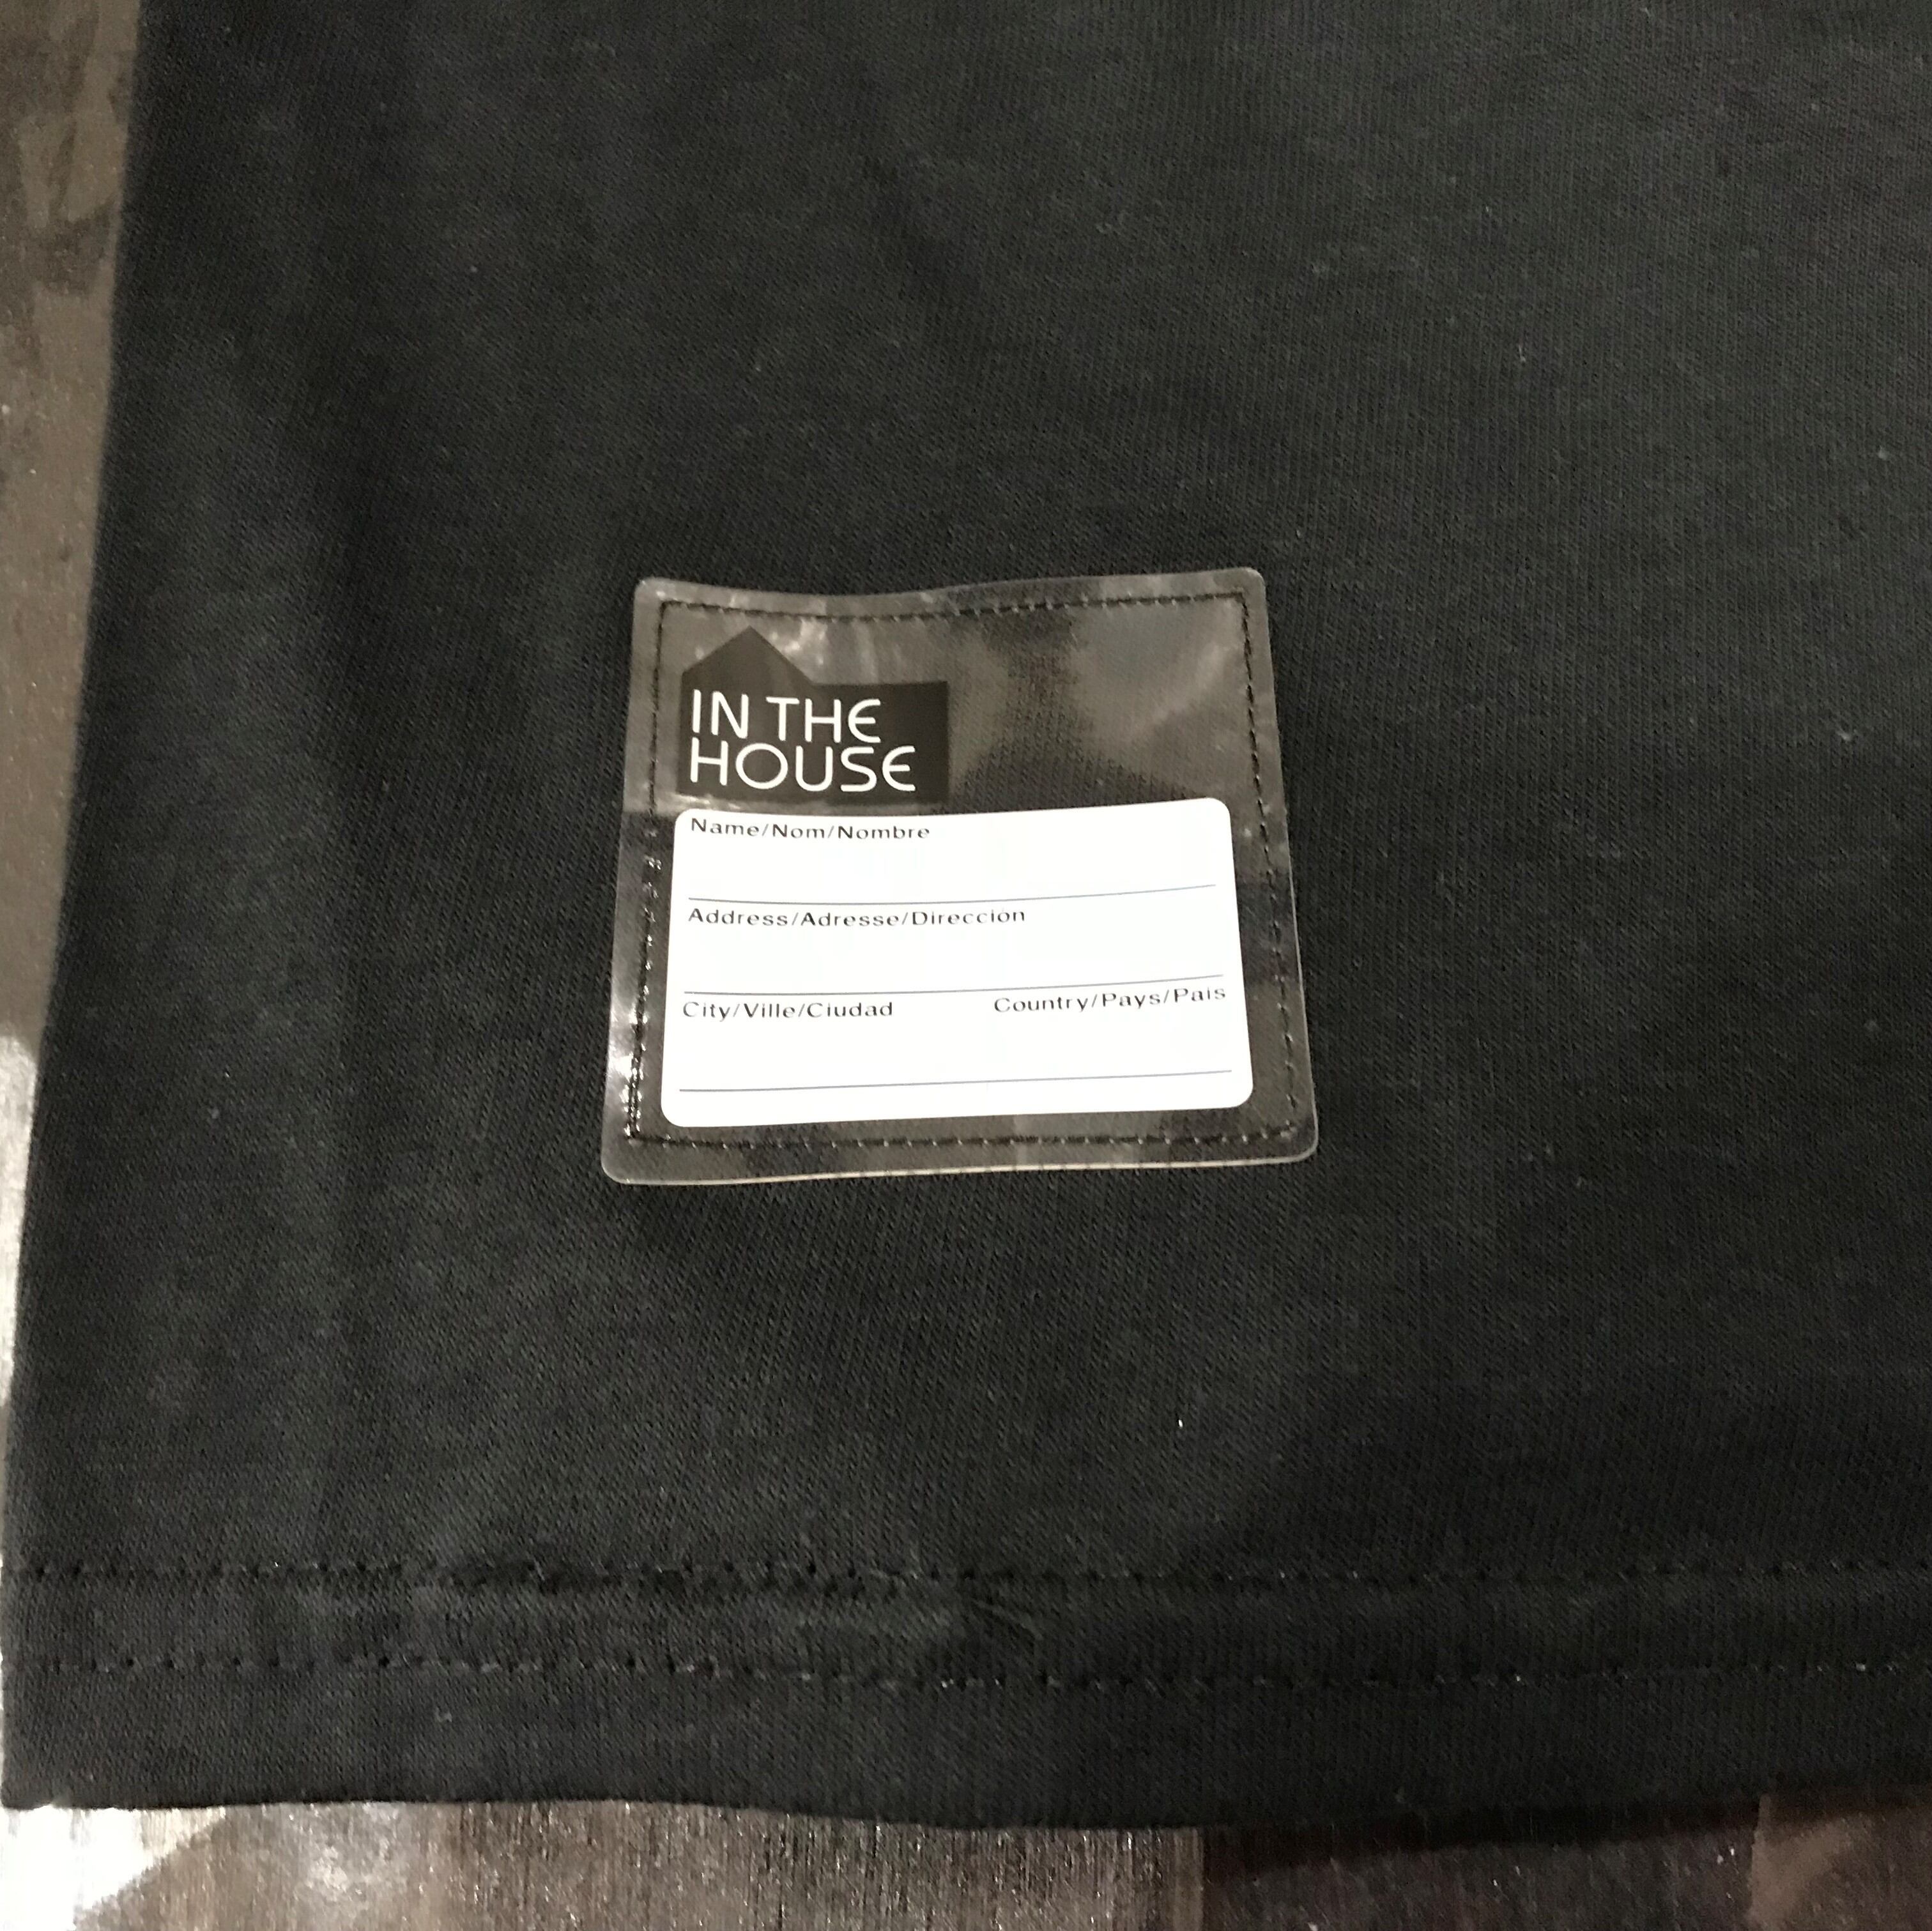 IN THE
HOUSE
Name/Nom/Nombre
Address/Adresse/Direccion
City/Ville/Ciudad Country/Pays/Pais